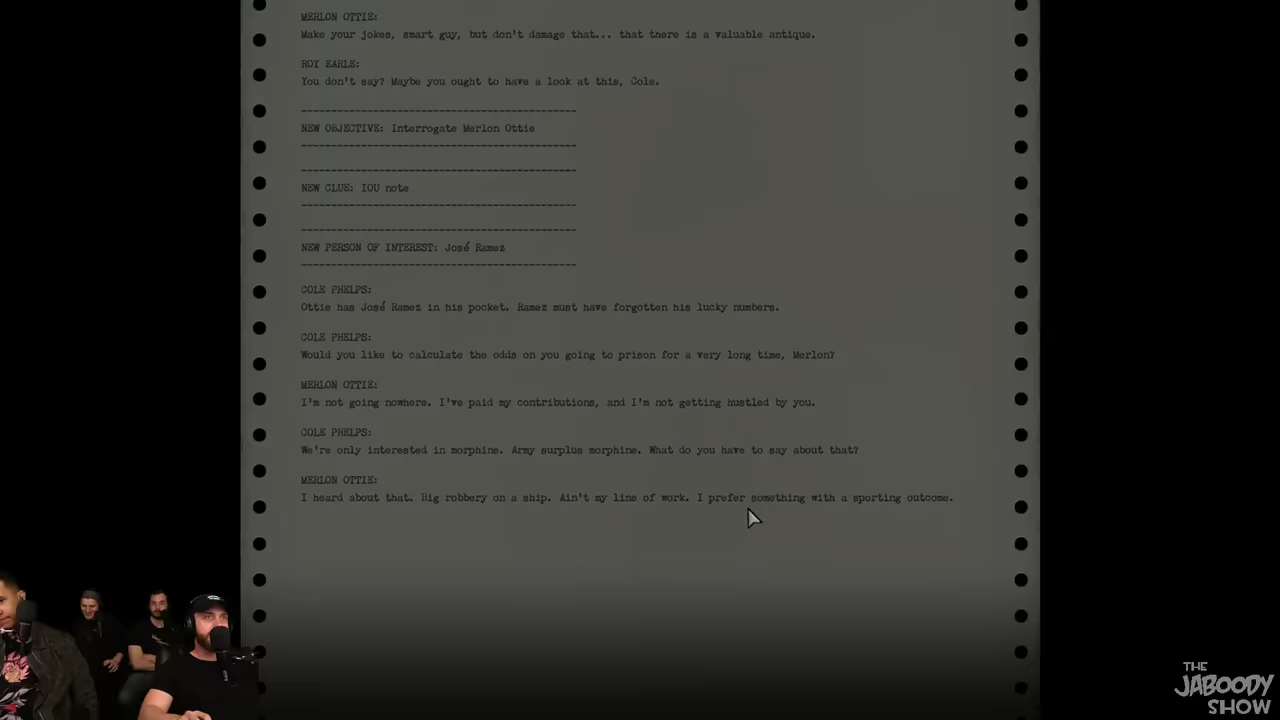 MERLON OTTIE:
Make your jokes, smart guy, but don't damage that... that there is a valuable antique.
ROY EARLE:
You don't say? Maybe you ought to have a look at this, Cole.
----------------------------------------------
NEW OBJECTIVE: Interrogate Merlon Ottie
----------------------------------------------
----------------------------------------------
NEW CLUE: IOU note
----------------------------------------------
----------------------------------------------
NEW PERSON OF INTEREST: José Ramez
----------------------------------------------
COLE PHELPS:
Ottie has José Ramez in his pocket. Ramez must have forgotten his lucky numbers.
COLE PHELPS:
Would you like to calculate the odds on you going to prison for a very long time, Merlon?
MERLON OTTIE:
I'm not going nowhere. I've paid my contributions, and I'm not getting hustled by you.
COLE PHELPS:
We're only interested in morphine. Army surplus morphine. What do you have to say about that?
MERLON OTTIE:
I heard about that. Big robbery on a ship. Ain't my line of work. I prefer something with a sporting outcome.
THE
JABOODY
SHOW